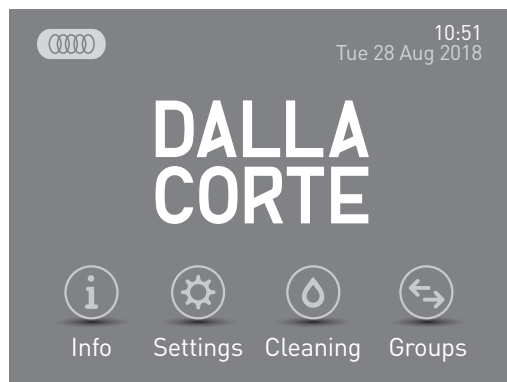 10:51
Tue 28 Aug 2018
DALLA
CORTE
Info
Settings
Cleaning
Groups